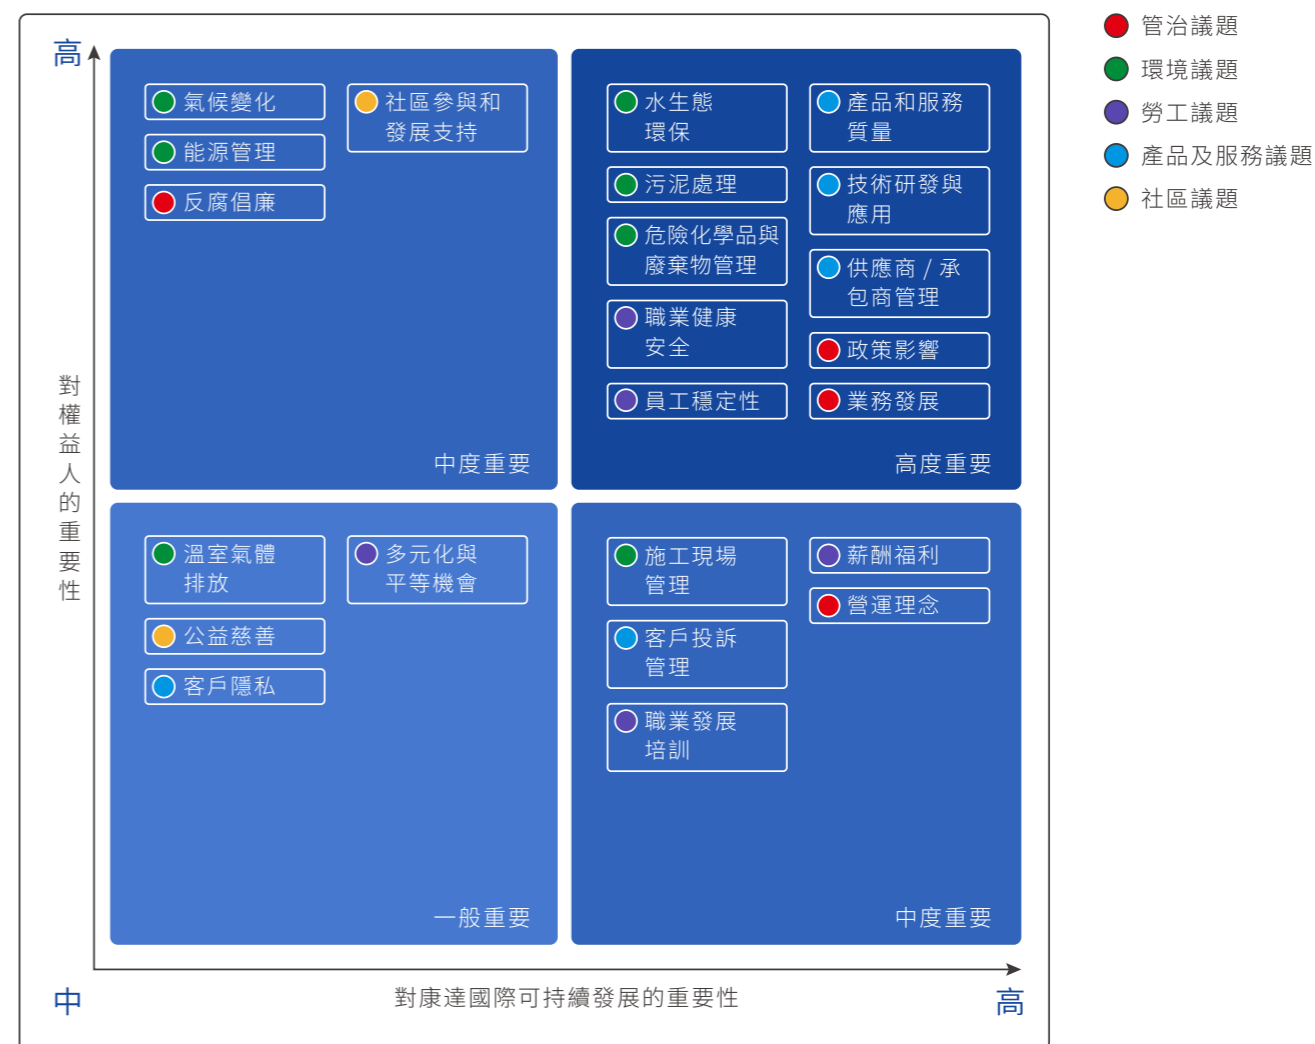 高
氣候變化
能源管理
反腐倡廉
社區參與和
發展支持
中度重要
水生態
環保
污泥處理
危險化學品與
廢棄物管理
職業健康
安全
員工穩定性
產品和服務
質量
技術研發與
應用
供應商 / 承
包商管理
政策影響
業務發展
高度重要
對權益人的重要性
溫室氣體
排放
公益慈善
客戶隱私
多元化與
平等機會
一般重要
施工現場
管理
客戶投訴
管理
職業發展
培訓
薪酬福利
營運理念
中度重要
中
對康達國際可持續發展的重要性
高
管治議題
環境議題
勞工議題
產品及服務議題
社區議題